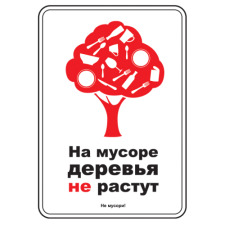 На мусоре
деревья
не растут
Не мусори!